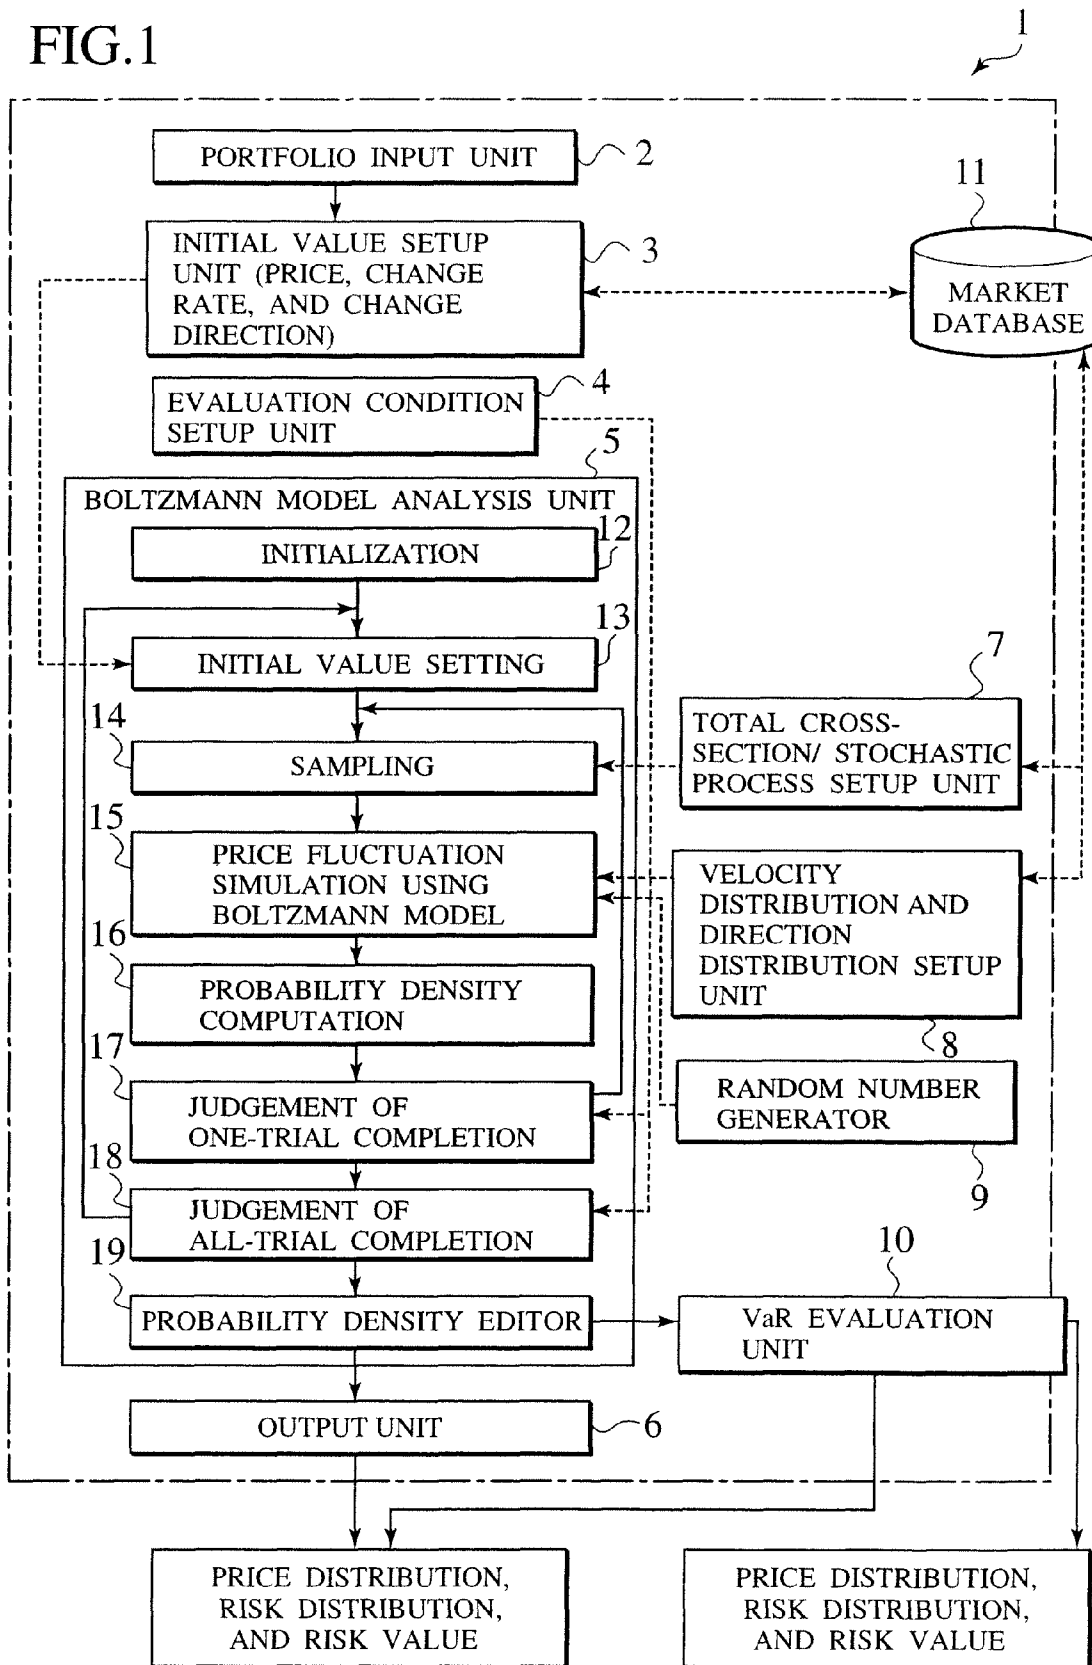 FIG.1
1
PORTFOLIO INPUT UNIT
2
11
INITIAL VALUE SETUP
UNIT (PRICE, CHANGE
RATE, AND CHANGE
DIRECTION)
3
MARKET
DATABASE
4
EVALUATION CONDITION
SETUP UNIT
5
BOLTZMANN MODEL ANALYSIS UNIT
12
INITIALIZATION
13
INITIAL VALUE SETTING
7
14
SAMPLING
TOTAL CROSS-
SECTION/ STOCHASTIC
PROCESS SETUP UNIT
15
PRICE FLUCTUATION
SIMULATION USING
BOLTZMANN MODEL
VELOCITY
DISTRIBUTION AND
DIRECTION
DISTRIBUTION SETUP
UNIT
8
16
PROBABILITY DENSITY
COMPUTATION
17
JUDGEMENT OF
ONE-TRIAL COMPLETION
RANDOM NUMBER
GENERATOR
9
18
JUDGEMENT OF
ALL-TRIAL COMPLETION
19
PROBABILITY DENSITY EDITOR
10
VaR EVALUATION
UNIT
OUTPUT UNIT
6
PRICE DISTRIBUTION,
RISK DISTRIBUTION,
AND RISK VALUE
PRICE DISTRIBUTION,
RISK DISTRIBUTION,
AND RISK VALUE